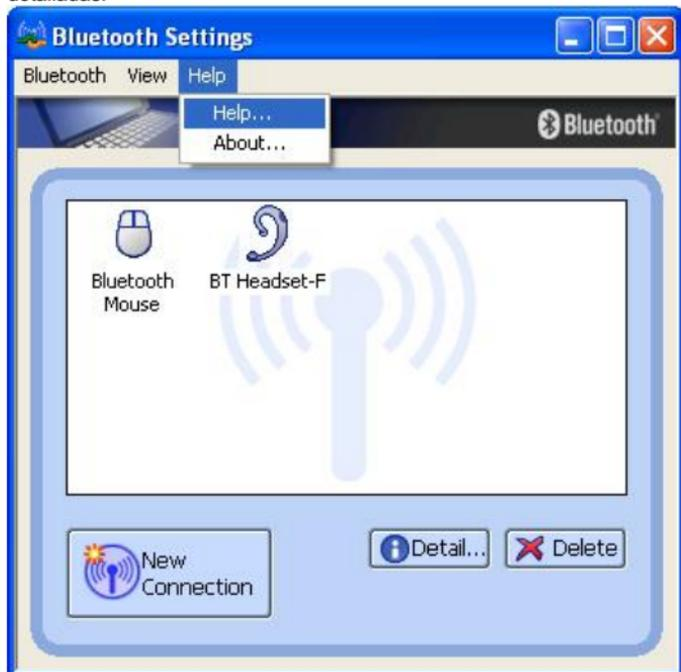 Bluetooth Settings
Bluetooth View Help
Help...
About...
Bluetooth
Bluetooth
Mouse
BT Headset-F
New
Connection
Detail...
Delete